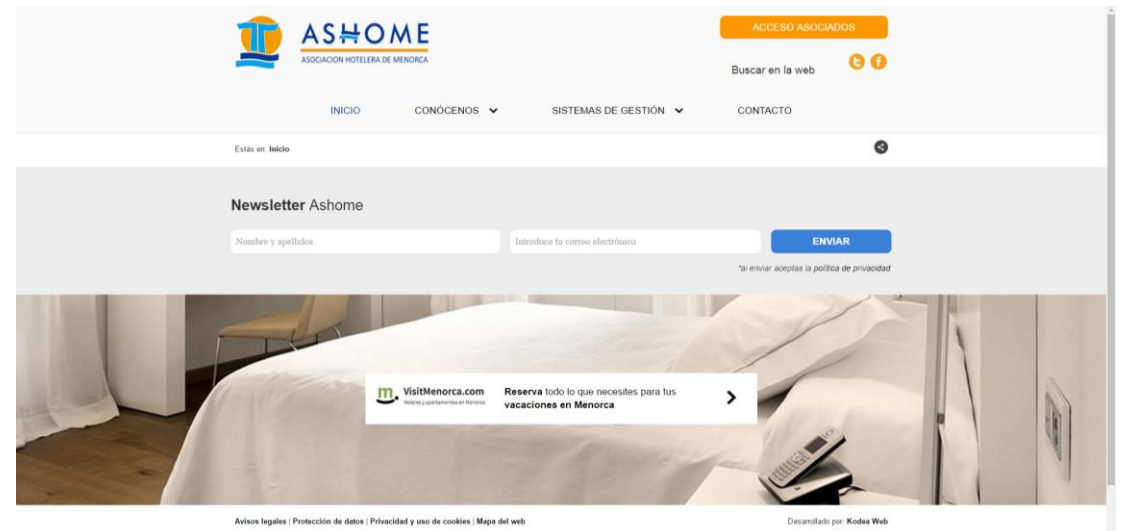 ASHOME
ASOCIACION HOTELERA DE MENORCA
ACCESO ASOCIADOS
Buscar en la web
INICIO CONÓCENOS SISTEMAS DE GESTIÓN CONTACTO
Estás en: Inicio
Newsletter Ashome
Nombre y apellidos Introduce tu correo electrónico ENVIAR
*al enviar aceptas la política de privacidad
m. VisitMenorca.com
Hoteles y apartamentos en Menorca
Reserva todo lo que necesites para tus
vacaciones en Menorca
Avisos legales | Protección de datos | Privacidad y uso de cookies | Mapa del web Desarrollado por: Kodea Web